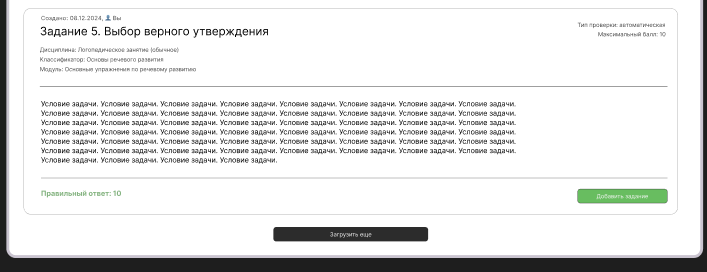 Создано: 08.12.2024, Вы
Задание 5. Выбор верного утверждения
Тип проверки: автоматическая
Максимальный балл: 10
Дисциплина: Логопедическое занятие (обычное)
Классификатор: Основы речевого развития
Модуль: Основные упражнения по речевому развитию
Условие задачи. Условие задачи. Условие задачи. Условие задачи. Условие задачи. Условие задачи. Условие задачи. Условие задачи.
Условие задачи. Условие задачи. Условие задачи. Условие задачи. Условие задачи. Условие задачи. Условие задачи. Условие задачи.
Условие задачи. Условие задачи. Условие задачи. Условие задачи. Условие задачи. Условие задачи. Условие задачи. Условие задачи.
Условие задачи. Условие задачи. Условие задачи. Условие задачи. Условие задачи. Условие задачи. Условие задачи. Условие задачи.
Условие задачи. Условие задачи. Условие задачи. Условие задачи. Условие задачи. Условие задачи. Условие задачи. Условие задачи.
Условие задачи. Условие задачи. Условие задачи. Условие задачи. Условие задачи. Условие задачи. Условие задачи. Условие задачи.
Условие задачи. Условие задачи. Условие задачи. Условие задачи.
Правильный ответ: 10
Добавить задание
Загрузить еще